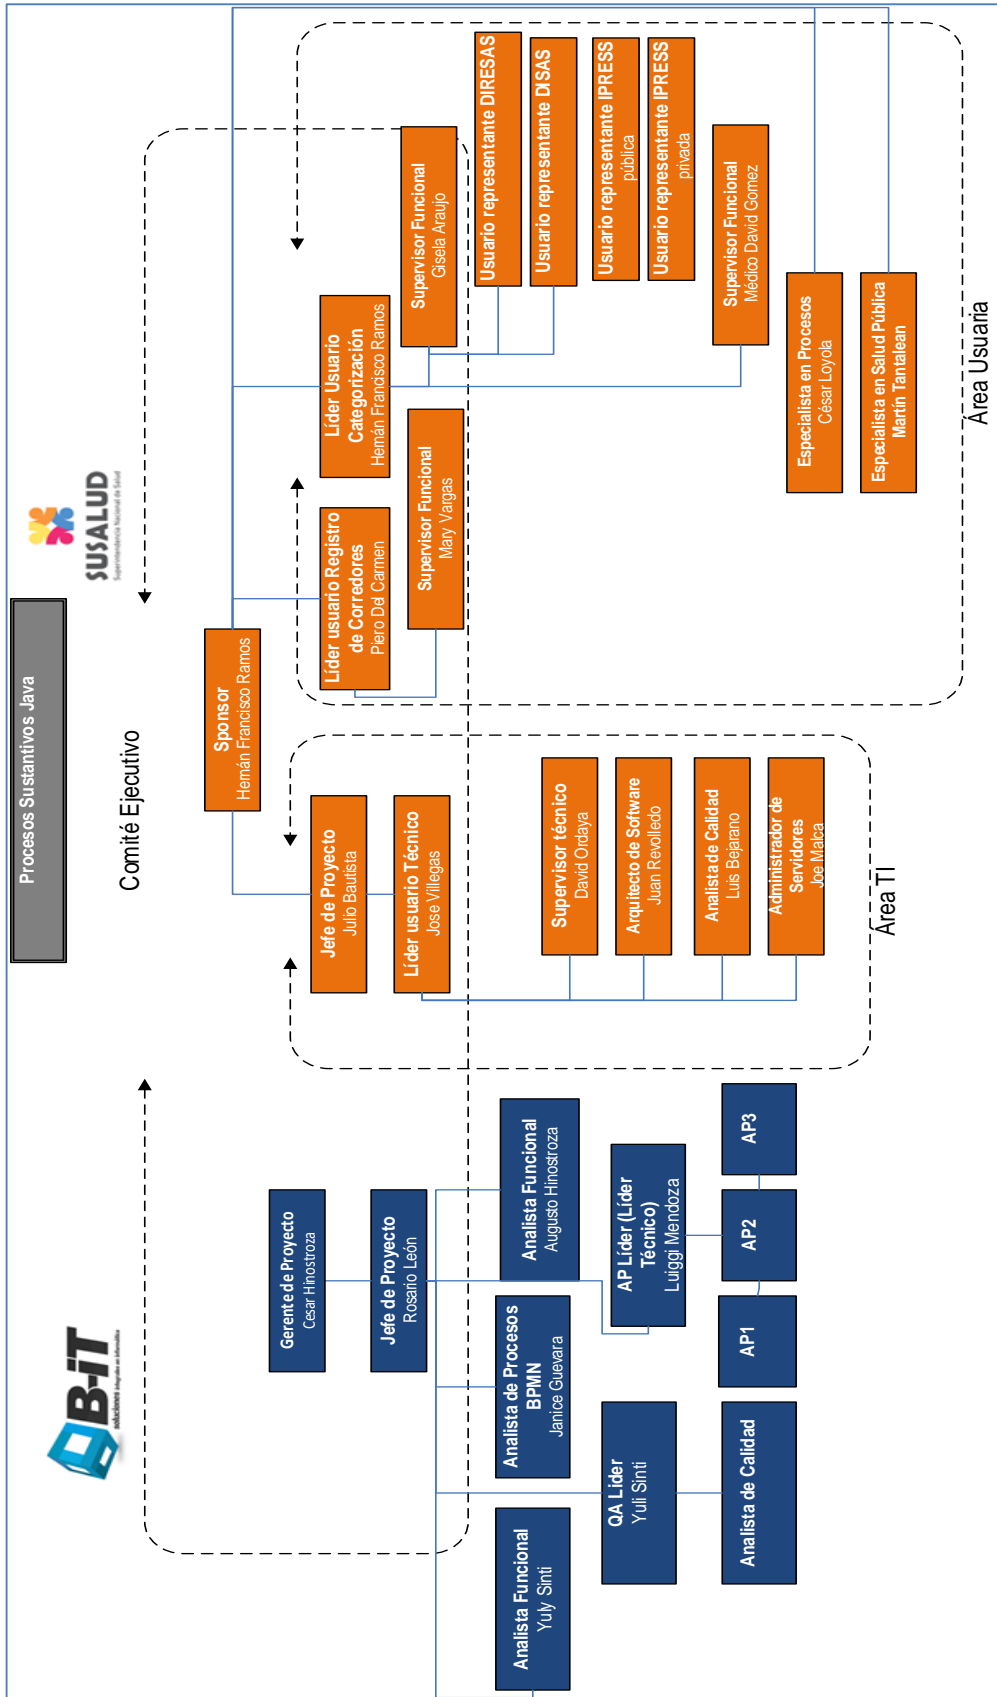 Procesos Sustantivos Java
B-iT
soluciones integrales en informática
SUSALUD
Superintendencia Nacional de Salud
Comité Ejecutivo
Sponsor
Hernán Francisco Ramos
Gerente de Proyecto
Cesar Hinostroza
Jefe de Proyecto
Rosario León
Analista Funcional
Yuly Sinti
Analista de Procesos
BPMN
Janice Guevara
Analista Funcional
Augusto Hinostroza
QA Lider
Yuli Sinti
AP Líder (Líder
Técnico)
Luiggi Mendoza
Analista de Calidad
AP1
AP2
AP3
Jefe de Proyecto
Julio Bautista
Líder usuario Técnico
Jose Villegas
Supervisor técnico
David Ordaya
Arquitecto de Software
Juan Revolledo
Analista de Calidad
Luis Bejarano
Administrador de
Servidores
Joe Malca
Área TI
Líder usuario Registro
de Corredores
Piero Del Carmen
Supervisor Funcional
Mary Vargas
Líder Usuario
Categorización
Hernán Francisco Ramos
Supervisor Funcional
Gisela Araujo
Usuario representante DIRESAS
Usuario representante DISAS
Usuario representante IPRESS
pública
Usuario representante IPRESS
privada
Supervisor Funcional
Médico David Gomez
Especialista en Procesos
César Loyola
Especialista en Salud Pública
Martín Tantalean
Área Usuaria